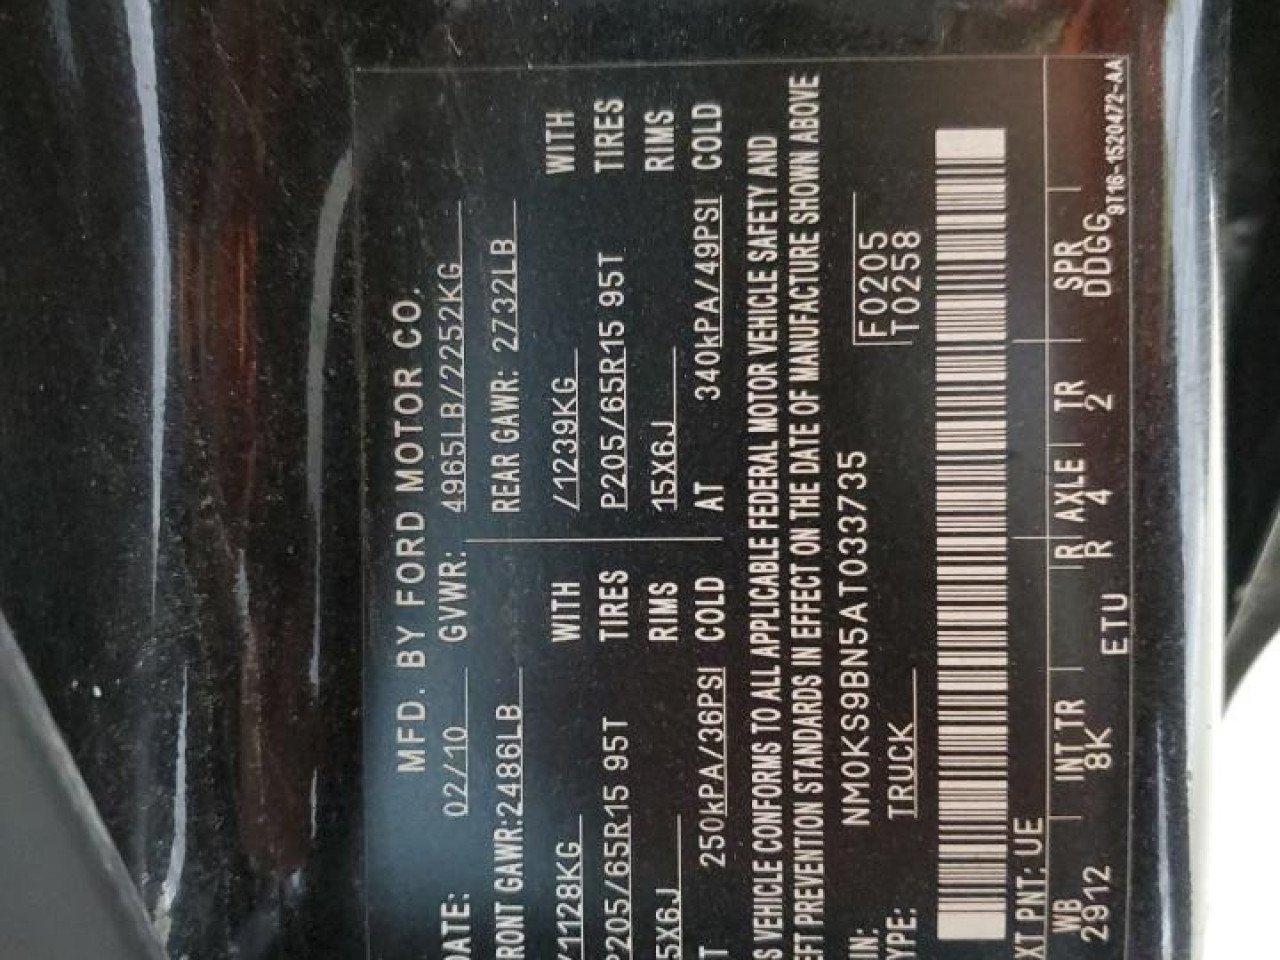 MFD. BY FORD MOTOR CO.
DATE: 02/10 GVWR: 4965LB/2252KG
RONT GAWR:2486LB REAR GAWR: 2732LB
/1128KG WITH /1239KG WITH
P205/65R15 95T TIRES P205/65R15 95T TIRES
5X6J RIMS 15X6J RIMS
T 250kPA/36PSI COLD AT 340kPA/49PSI COLD
S VEHICLE CONFORMS TO ALL APPLICABLE FEDERAL MOTOR VEHICLE SAFETY AND
EFT PREVENTION STANDARDS IN EFFECT ON THE DATE OF MANUFACTURE SHOWN ABOVE
IN: NM0KS9BN5AT033735 F0205
YPE: TRUCK T0258
XT PNT: UE
WB INT TR R AXLE TR SPR
2912 8K R 4 2 DDGG
ETU 9T16-1520472-AA